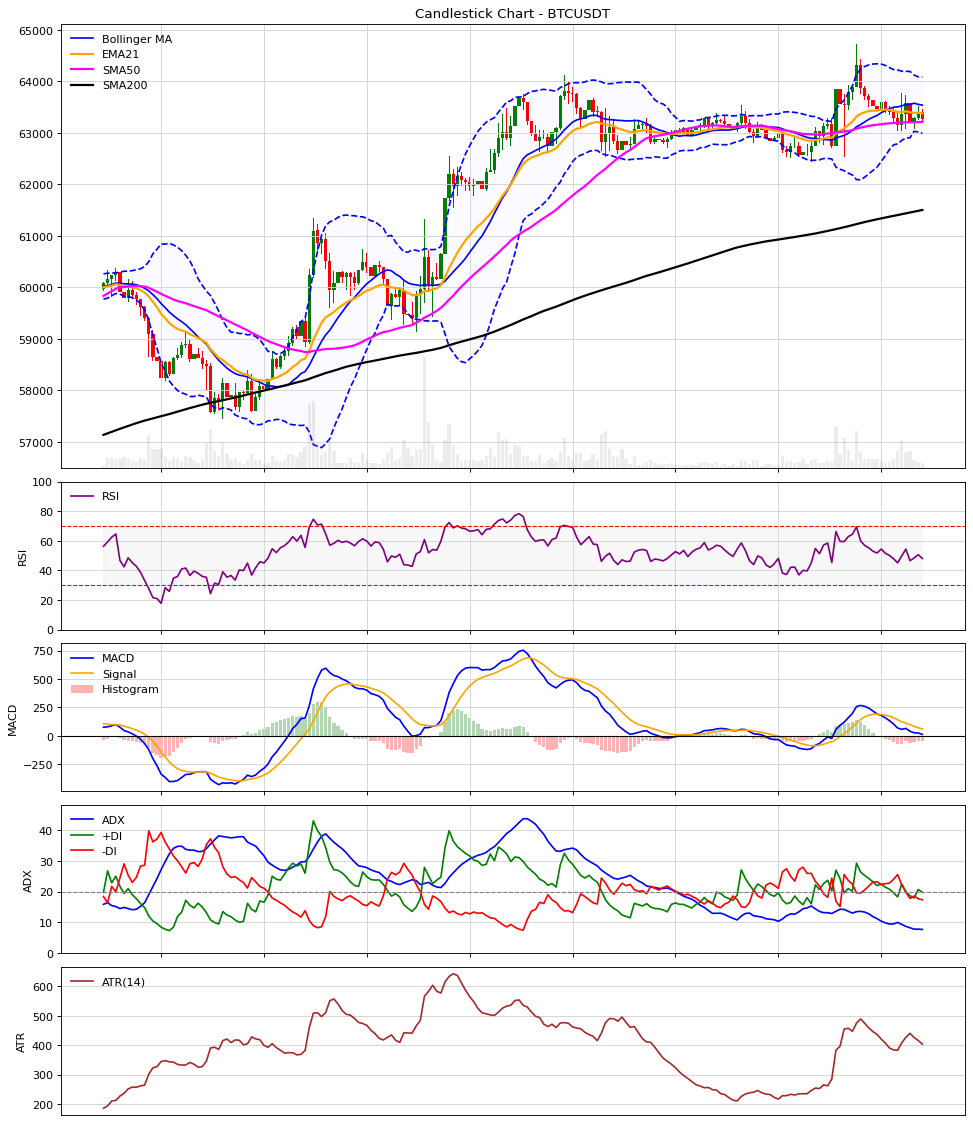 Candlestick Chart - BTCUSDT
65000
64000
63000
62000
61000
60000
59000
58000
57000
Bollinger MA
EMA21
SMA50
SMA200
100
80
60
40
20
0
RSI
RSI
750
500
250
0
−250
MACD
MACD
Signal
Histogram
40
30
20
10
0
ADX
ADX
+DI
-DI
600
500
400
300
200
ATR
ATR(14)